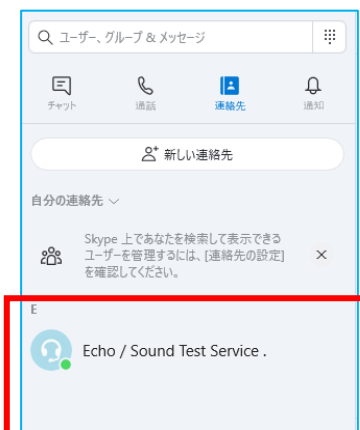 ユーザー、グループ & メッセージ
チャット 通話 連絡先 通知
新しい連絡先
自分の連絡先
Skype 上であなたを検索して表示できる
ユーザーを管理するには、[連絡先の設定]
を確認してください。
E
Echo / Sound Test Service .